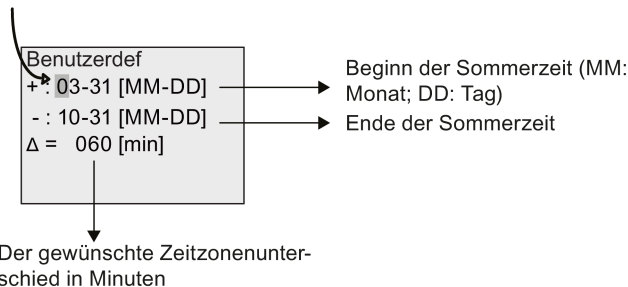 Benutzerdef
+ : 03-31 [MM-DD]
- : 10-31 [MM-DD]
Δ = 060 [min]
Beginn der Sommerzeit (MM:
Monat; DD: Tag)
Ende der Sommerzeit
Der gewünschte Zeitzonenunter-
schied in Minuten